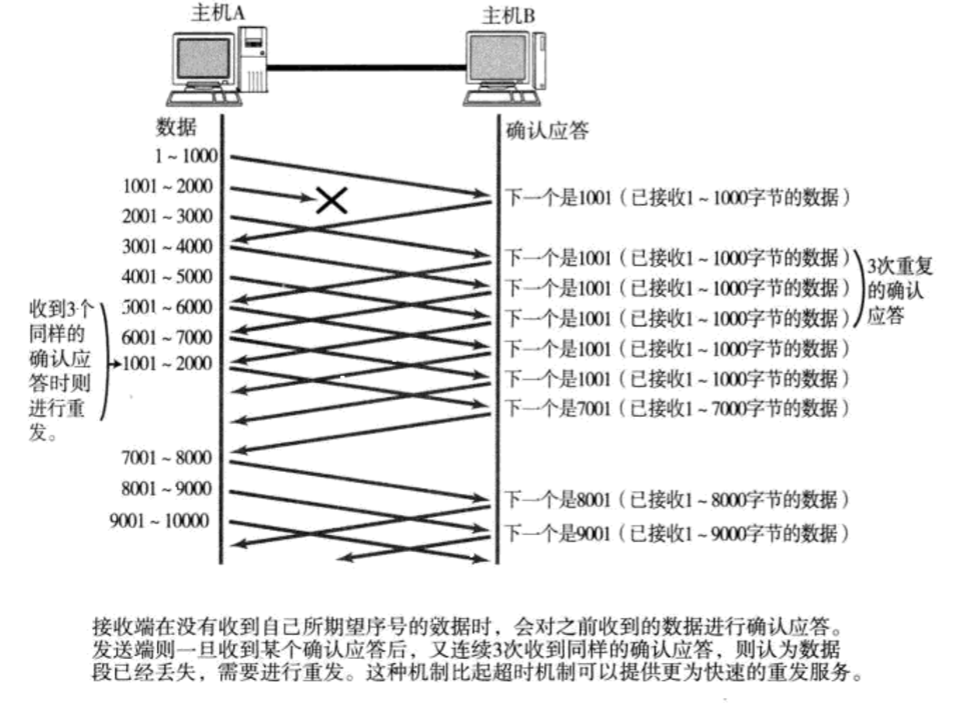 主机A
主机B
数据
确认应答
1～1000
1001～2000
下一个是1001（已接收1～1000字节的数据）
2001～3000
3001～4000
下一个是1001（已接收1～1000字节的数据）
4001～5000
下一个是1001（已接收1～1000字节的数据）
5001～6000
下一个是1001（已接收1～1000字节的数据）
3次重复
的确认
应答
6001～7000
下一个是1001（已接收1～1000字节的数据）
1001～2000
下一个是1001（已接收1～1000字节的数据）
收到3个
同样的
确认应
答时则
进行重
发。
下一个是7001（已接收1～7000字节的数据）
7001～8000
8001～9000
下一个是8001（已接收1～8000字节的数据）
9001～10000
下一个是9001（已接收1～9000字节的数据）
接收端在没有收到自己所期望序号的数据时，会对之前收到的数据进行确认应答。
发送端则一旦收到某个确认应答后，又连续3次收到同样的确认应答，则认为数据
段已经丢失，需要进行重发。这种机制比起超时机制可以提供更为快速的重发服务。